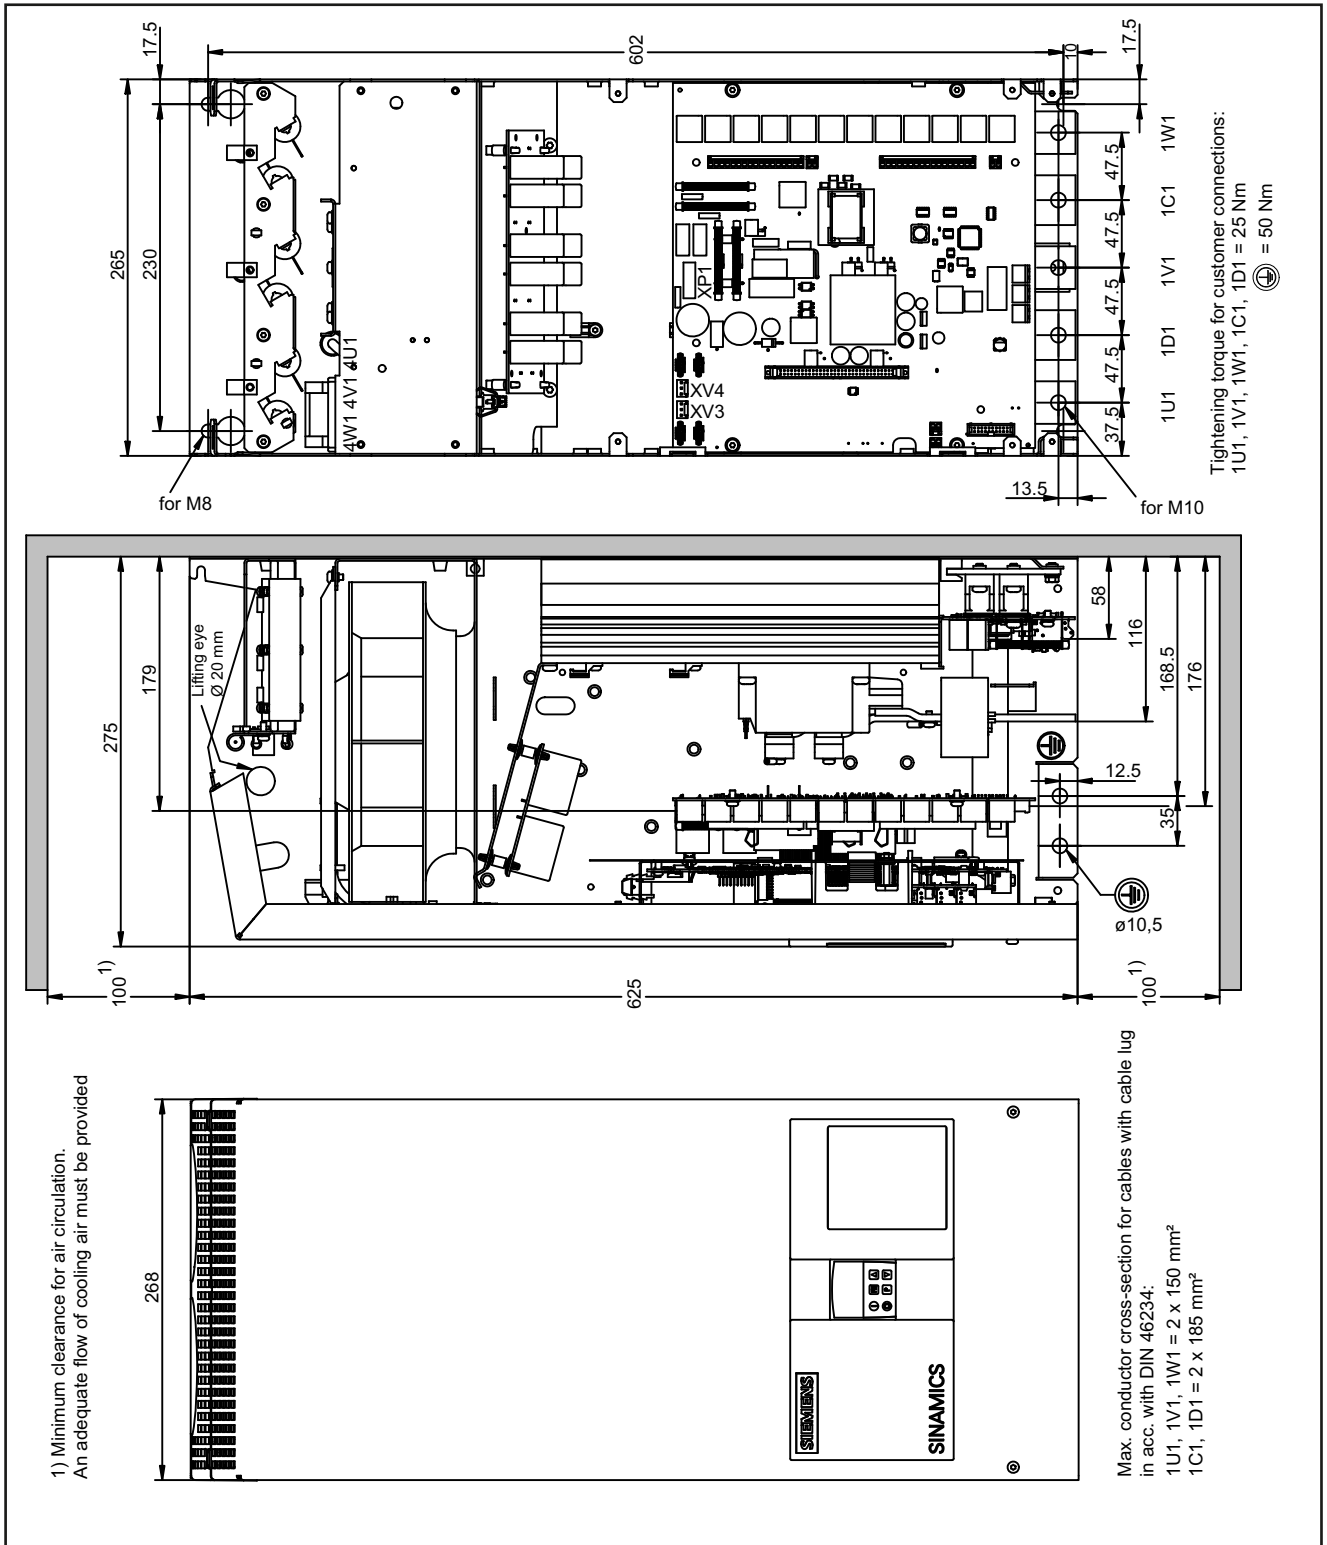 17.5
602
10
17.5
265
230
4W1 4V1 4U1
XP1
XV4
XV3
47.5
47.5
47.5
47.5
37.5
1W1
1C1
1V1
1D1
1U1
Tightening torque for customer connections:
1U1, 1V1, 1W1, 1C1, 1D1 = 25 Nm
= 50 Nm
for M8
13.5
for M10
275
179
Lifting eye
Ø 20 mm
58
116
168.5
176
12.5
35
ø10,5
100 1)
625
100 1)
1) Minimum clearance for air circulation.
An adequate flow of cooling air must be provided
268
SIEMENS
SINAMICS
P
Max. conductor cross-section for cables with cable lug
in acc. with DIN 46234:
1U1, 1V1, 1W1 = 2 x 150 mm²
1C1, 1D1 = 2 x 185 mm²